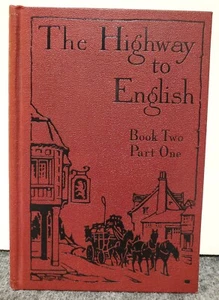 The Highway
to
English
Book Two
Part One